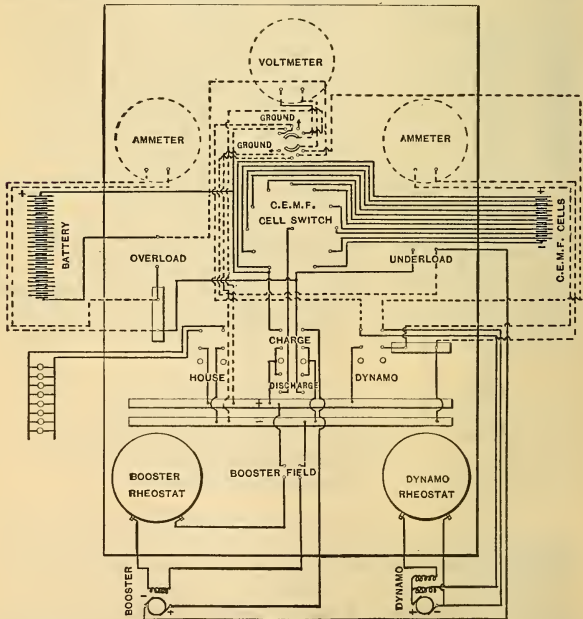 VOLTMETER
GROUND
AMMETER
AMMETER
GROUND
+
+
C.E.M.F.
CELL SWITCH
BATTERY
C.E.M.F. CELLS
OVERLOAD
UNDERLOAD
CHARGE
HOUSE
DYNAMO
DISCHARGE
+
−
BOOSTER FIELD
BOOSTER
RHEOSTAT
DYNAMO
RHEOSTAT
BOOSTER
DYNAMO
-
+
+
-